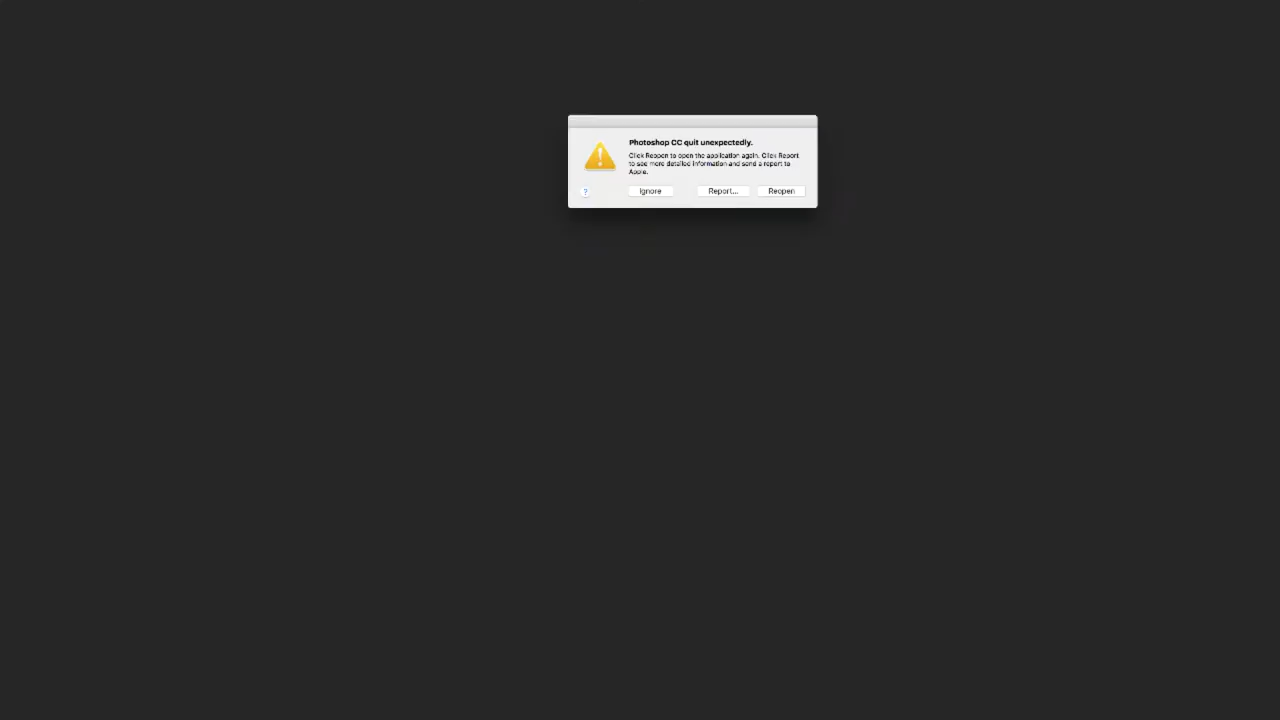 Photoshop CC quit unexpectedly.
Click Reopen to open the application again. Click Report
to see more detailed information and send a report to
Apple.
?
Ignore
Report...
Reopen